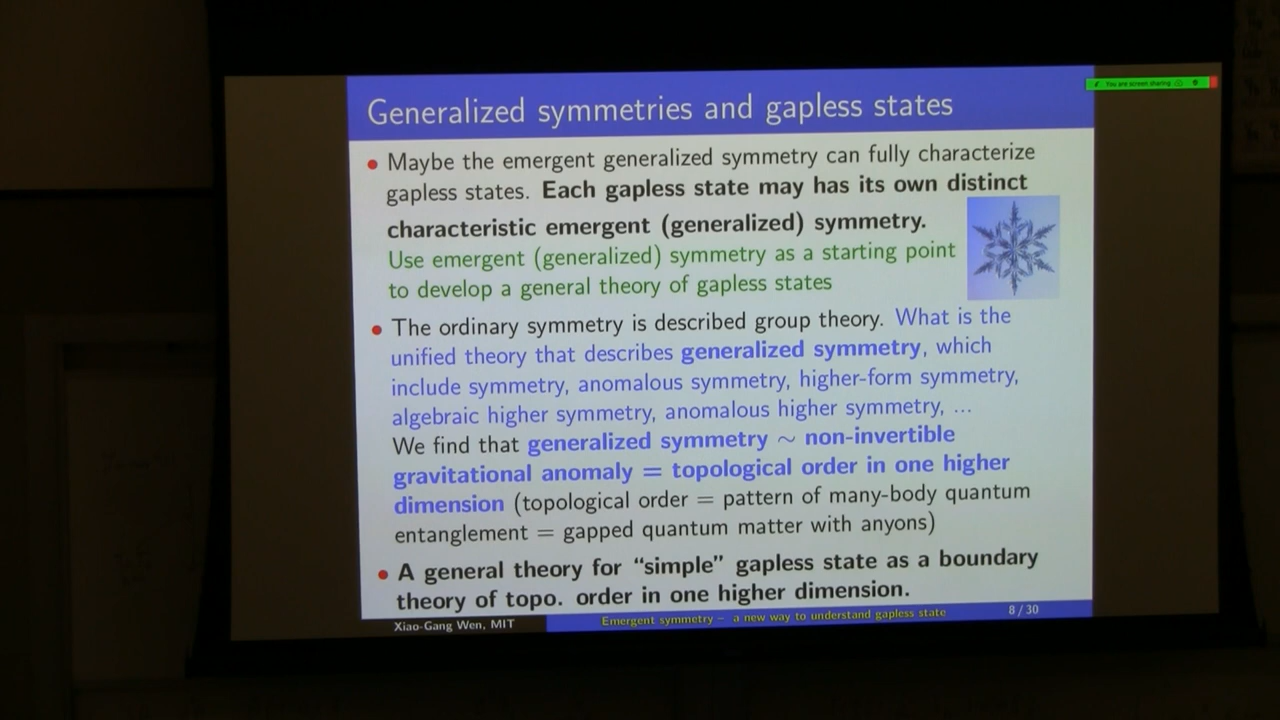 Generalized symmetries and gapless states
You are screen sharing
• Maybe the emergent generalized symmetry can fully characterize
gapless states. Each gapless state may has its own distinct
characteristic emergent (generalized) symmetry.
Use emergent (generalized) symmetry as a starting point
to develop a general theory of gapless states
• The ordinary symmetry is described group theory. What is the
unified theory that describes generalized symmetry, which
include symmetry, anomalous symmetry, higher-form symmetry,
algebraic higher symmetry, anomalous higher symmetry, ...
We find that generalized symmetry ~ non-invertible
gravitational anomaly = topological order in one higher
dimension (topological order = pattern of many-body quantum
entanglement = gapped quantum matter with anyons)
• A general theory for “simple” gapless state as a boundary
theory of topo. order in one higher dimension.
Xiao-Gang Wen, MIT
Emergent symmetry – a new way to understand gapless state
8 / 30